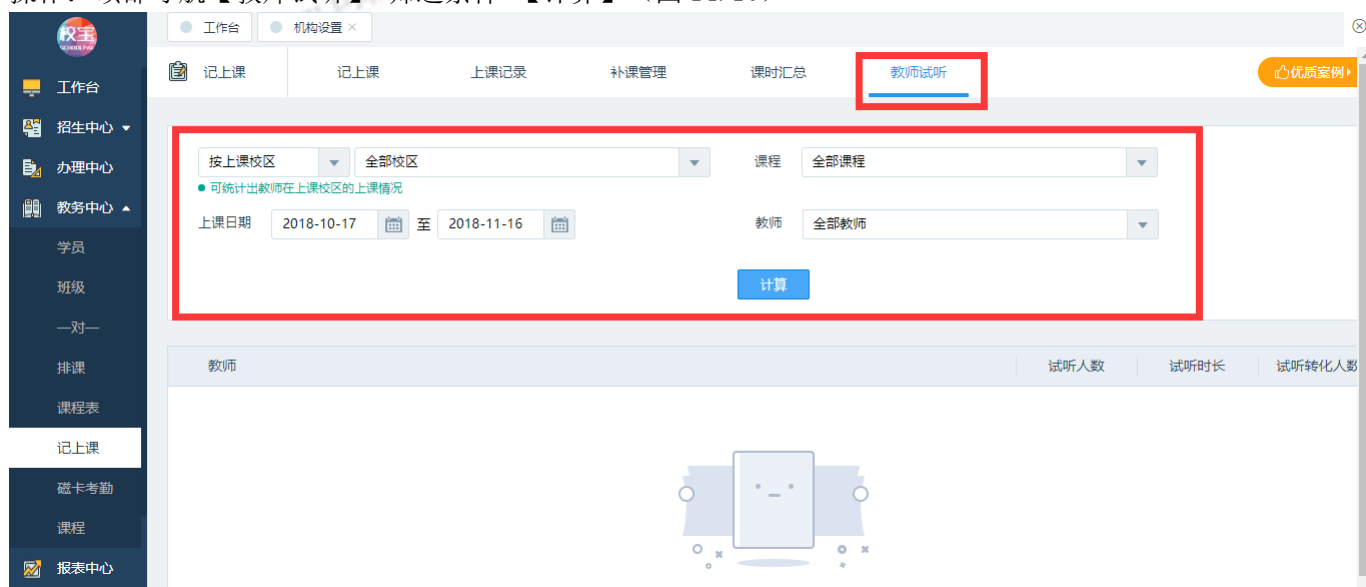 校宝
SCHOOLPAL
工作台
机构设置 ×
工作台
招生中心
办理中心
教务中心
学员
班级
一对一
排课
课程表
记上课
磁卡考勤
课程
报表中心
记上课
记上课
上课记录
补课管理
课时汇总
教师试听
优质案例
按上课校区
全部校区
课程
全部课程
可统计出教师在上课校区的上课情况
上课日期
2018-10-17
至
2018-11-16
教师
全部教师
计算
教师
试听人数
试听时长
试听转化人数